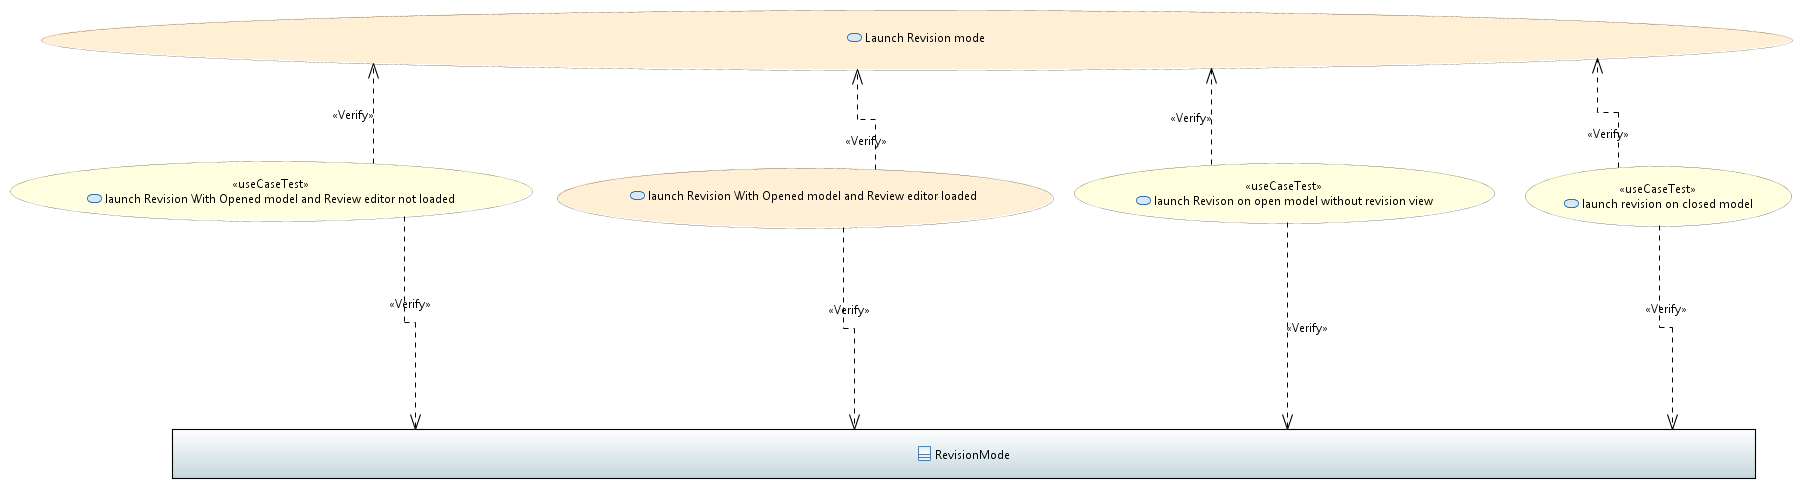 Launch Revision mode
«Verify»
«Verify»
«Verify»
«Verify»
«useCaseTest»
launch Revision With Opened model and Review editor not loaded
launch Revision With Opened model and Review editor loaded
«useCaseTest»
launch Revison on open model without revision view
«useCaseTest»
launch revision on closed model
«Verify»
«Verify»
«Verify»
«Verify»
RevisionMode